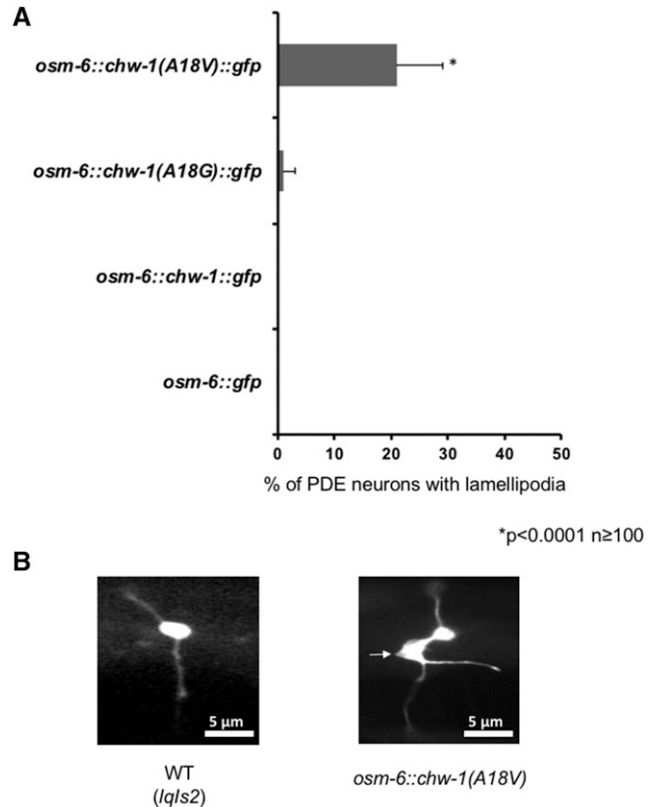 A
osm-6::chw-1(A18V)::gfp
*
osm-6::chw-1(A18G)::gfp
osm-6::chw-1::gfp
osm-6::gfp
0 10 20 30 40 50
% of PDE neurons with lamellipodia
*p<0.0001 n≥100
B
5 μm 5 μm
WT osm-6::chw-1(A18V)
(lqIs2)